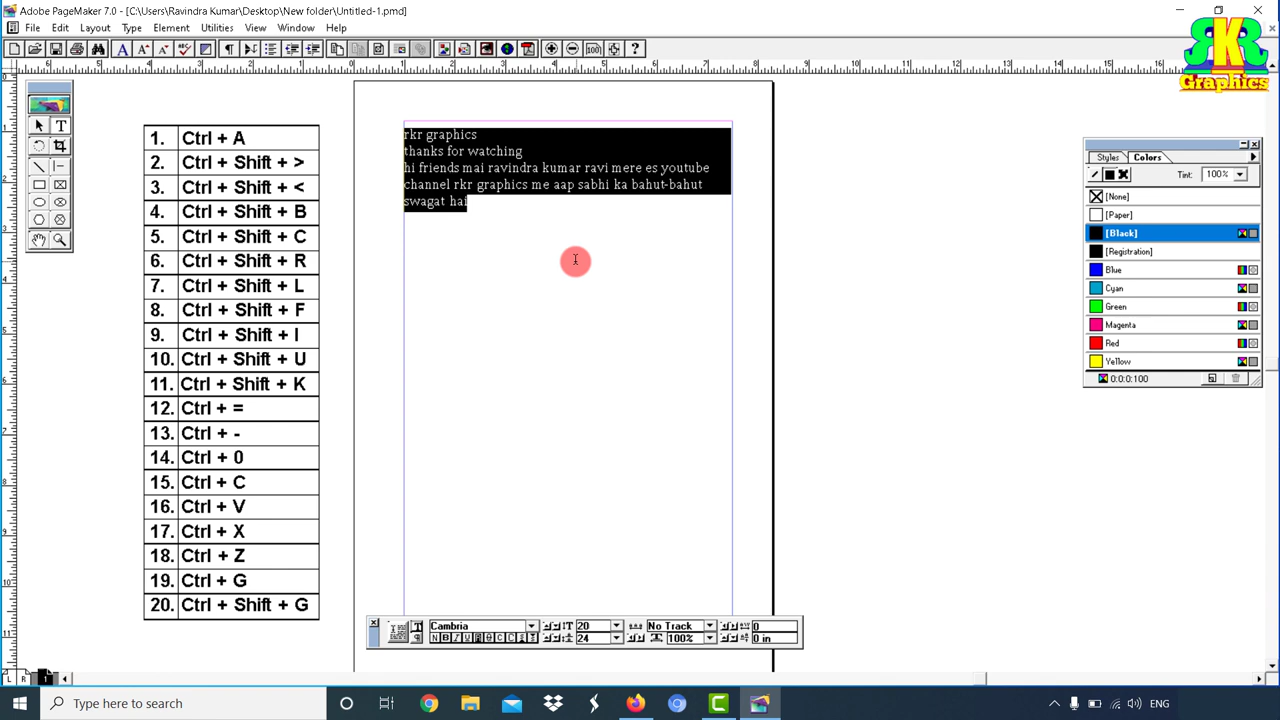 Adobe PageMaker 7.0 - [C:\Users\Ravindra Kumar\Desktop\New folder\Untitled-1.pmd]
File Edit Layout Type Element Utilities View Window Help
RKR
Graphics
1. Ctrl + A
2. Ctrl + Shift + >
3. Ctrl + Shift + <
4. Ctrl + Shift + B
5. Ctrl + Shift + C
6. Ctrl + Shift + R
7. Ctrl + Shift + L
8. Ctrl + Shift + F
9. Ctrl + Shift + I
10. Ctrl + Shift + U
11. Ctrl + Shift + K
12. Ctrl + =
13. Ctrl + -
14. Ctrl + 0
15. Ctrl + C
16. Ctrl + V
17. Ctrl + X
18. Ctrl + Z
19. Ctrl + G
20. Ctrl + Shift + G
rkr graphics
thanks for watching
hi friends mai ravindra kumar ravi mere es youtube
channel rkr graphics me aap sabhi ka bahut-bahut
swagat hai
Styles Colors
Tint: 100%
[None]
[Paper]
[Black]
[Registration]
Blue
Cyan
Green
Magenta
Red
Yellow
0:0:0:100
Cambria 20 No Track 0
24 100% 0 in
L R 1
Type here to search
ENG